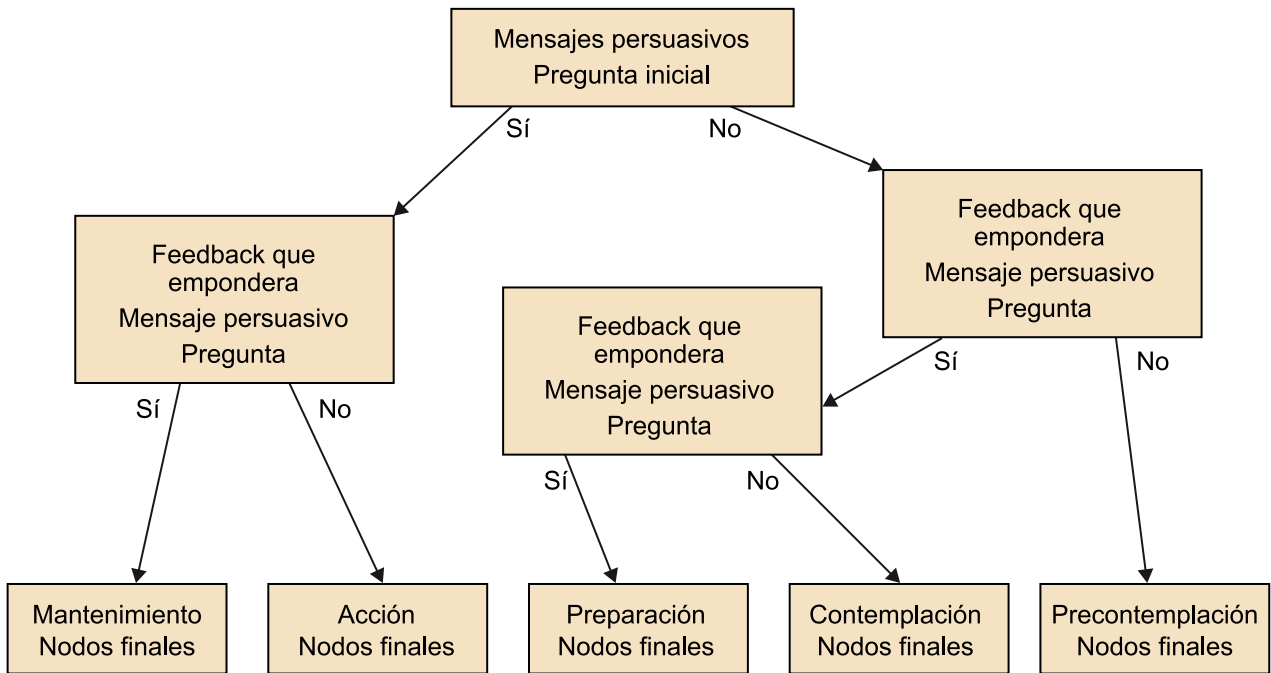 Mensajes persuasivos
Pregunta inicial
Sí
No
Feedback que
empondera
Mensaje persuasivo
Pregunta
Feedback que
empondera
Mensaje persuasivo
Pregunta
Feedback que
empondera
Mensaje persuasivo
Pregunta
Sí
No
Sí
No
Sí
No
Mantenimiento
Nodos finales
Acción
Nodos finales
Preparación
Nodos finales
Contemplación
Nodos finales
Precontemplación
Nodos finales